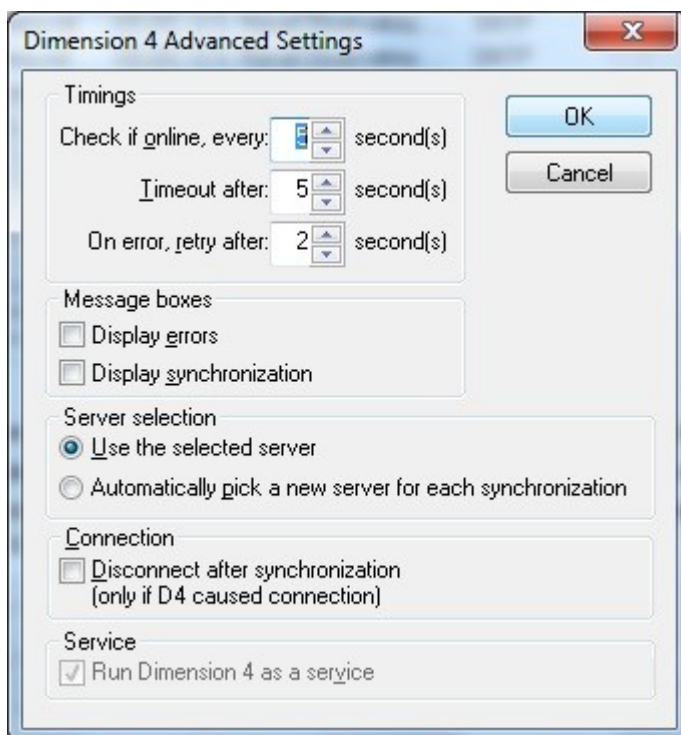 Dimension 4 Advanced Settings
Timings
Check if online, every: second(s)
OK
Timeout after: 5 second(s)
Cancel
On error, retry after: 2 second(s)
Message boxes
Display errors
Display synchronization
Server selection
Use the selected server
Automatically pick a new server for each synchronization
Connection
Disconnect after synchronization
(only if D4 caused connection)
Service
Run Dimension 4 as a service